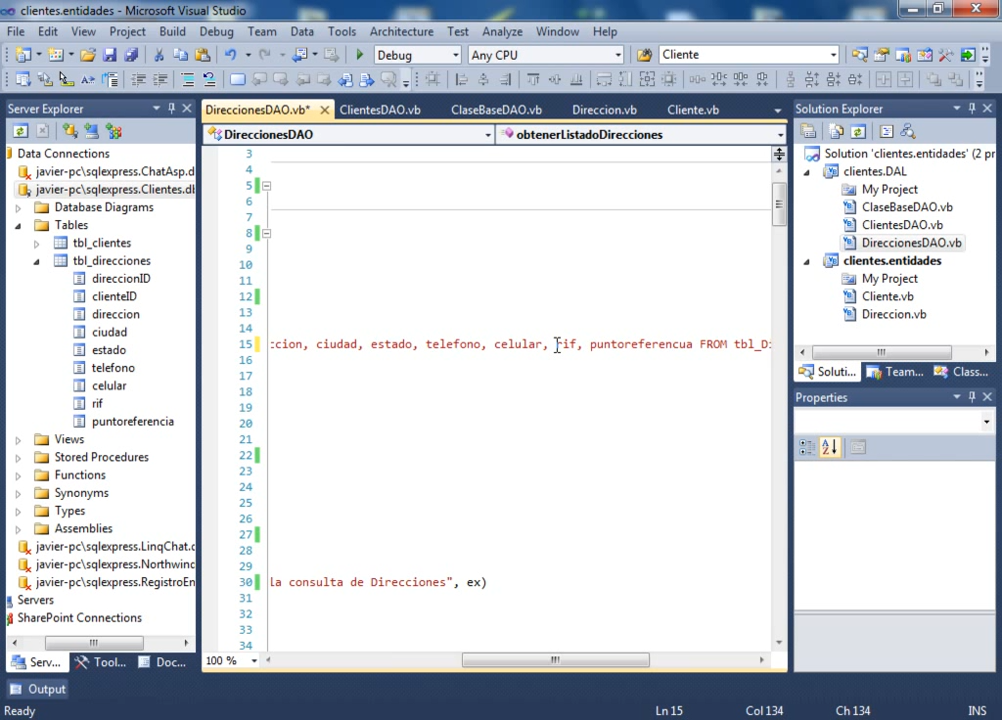 clientes.entidades - Microsoft Visual Studio
File Edit View Project Build Debug Team Data Tools Architecture Test Analyze Window Help
Debug Any CPU Cliente
Server Explorer
Data Connections
javier-pc\sqlexpress.ChatAsp.d
javier-pc\sqlexpress.Clientes.db
Database Diagrams
Tables
tbl_clientes
tbl_direcciones
direccionID
clienteID
direccion
ciudad
estado
telefono
celular
rif
puntoreferencia
Views
Stored Procedures
Functions
Synonyms
Types
Assemblies
javier-pc\sqlexpress.LinqChat.
javier-pc\sqlexpress.Northwin
javier-pc\sqlexpress.RegistroEn
Servers
SharePoint Connections
Serv... Tool... Doc...
DireccionesDAO.vb* ClientesDAO.vb ClaseBaseDAO.vb Direccion.vb Cliente.vb
DireccionesDAO obtenerListadoDirecciones
3
4
5
6
7
8
9
10
11
12
13
14
15 cion, ciudad, estado, telefono, celular, rif, puntoreferencua FROM tbl_D
16
17
18
19
20
21
22
23
24
25
26
27
28
29
30 la consulta de Direcciones", ex)
31
32
33
34
100 %
Solution Explorer
Solution 'clientes.entidades' (2 pr
clientes.DAL
My Project
ClaseBaseDAO.vb
ClientesDAO.vb
DireccionesDAO.vb
clientes.entidades
My Project
Cliente.vb
Direccion.vb
Soluti... Team... Class...
Properties
Output
Ready Ln 15 Col 134 Ch 134 INS